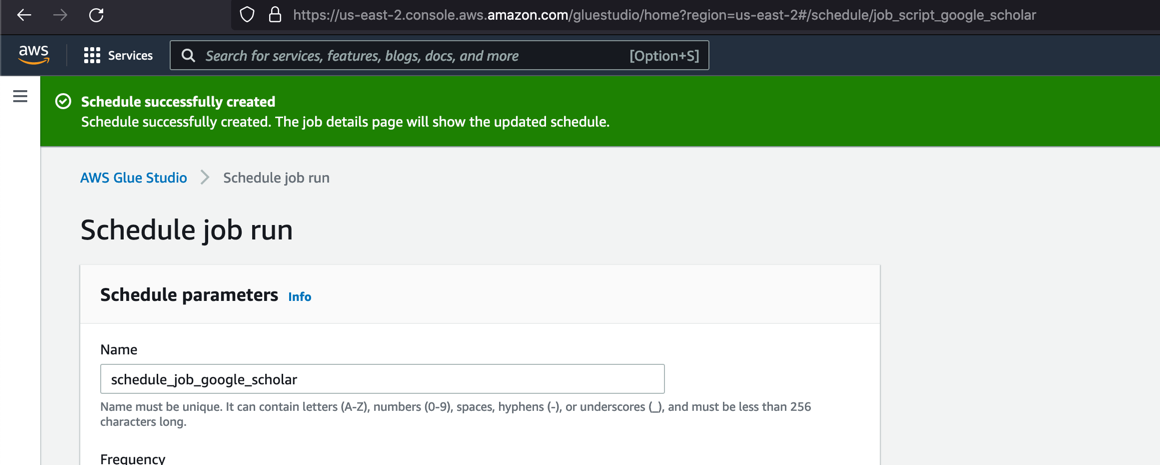 https://us-east-2.console.aws.amazon.com/gluestudio/home?region=us-east-2#/schedule/job_script_google_scholar
aws Services Search for services, features, blogs, docs, and more [Option+S]
Schedule successfully created
Schedule successfully created. The job details page will show the updated schedule.
AWS Glue Studio Schedule job run
Schedule job run
Schedule parameters Info
Name
schedule_job_google_scholar
Name must be unique. It can contain letters (A-Z), numbers (0-9), spaces, hyphens (-), or underscores (_), and must be less than 256
characters long.
Frequency